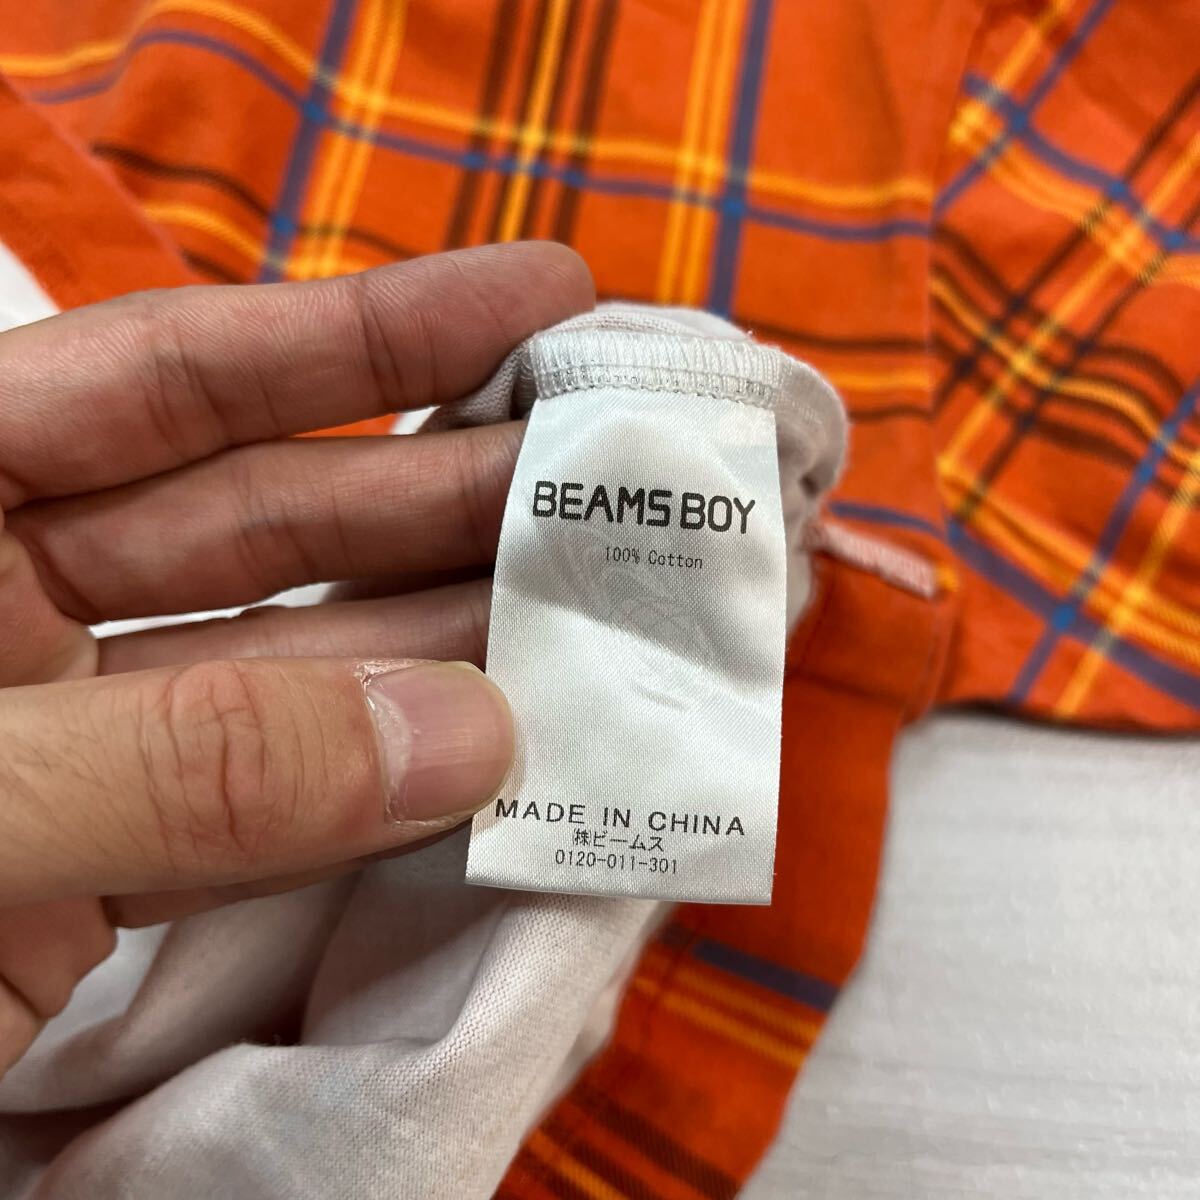 BEAMS BOY
100% Cotton
MADE IN CHINA
㈱ビームス
0120-011-301